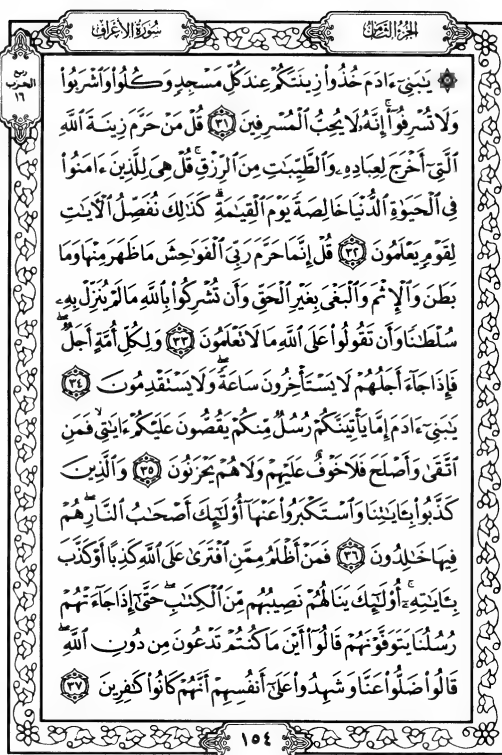 الجزء الثامن
سورة الأعراف
ربع
الحزب
١٦
۞ يَٰبَنِىٓ ءَادَمَ خُذُوا۟ زِينَتَكُمْ عِندَ كُلِّ مَسْجِدٍ وَكُلُوا۟ وَٱشْرَبُوا۟
وَلَا تُسْرِفُوٓا۟ ۚ إِنَّهُۥ لَا يُحِبُّ ٱلْمُسْرِفِينَ ٣١ قُلْ مَنْ حَرَّمَ زِينَةَ ٱللَّهِ
ٱلَّتِىٓ أَخْرَجَ لِعِبَادِهِۦ وَٱلطَّيِّبَٰتِ مِنَ ٱلرِّزْقِ ۚ قُلْ هِىَ لِلَّذِينَ ءَامَنُوا۟
فِى ٱلْحَيَوٰةِ ٱلدُّنْيَا خَالِصَةً يَوْمَ ٱلْقِيَٰمَةِ ۗ كَذَٰلِكَ نُفَصِّلُ ٱلْءَايَٰتِ
لِقَوْمٍ يَعْلَمُونَ ٣٢ قُلْ إِنَّمَا حَرَّمَ رَبِّىَ ٱلْفَوَٰحِشَ مَا ظَهَرَ مِنْهَا وَمَا
بَطَنَ وَٱلْإِثْمَ وَٱلْبَغْىَ بِغَيْرِ ٱلْحَقِّ وَأَن تُشْرِكُوا۟ بِٱللَّهِ مَا لَمْ يُنَزِّلْ بِهِۦ
سُلْطَٰنًا وَأَن تَقُولُوا۟ عَلَى ٱللَّهِ مَا لَا تَعْلَمُونَ ٣٣ وَلِكُلِّ أُمَّةٍ أَجَلٌ ۖ
فَإِذَا جَآءَ أَجَلُهُمْ لَا يَسْتَأْخِرُونَ سَاعَةً ۖ وَلَا يَسْتَقْدِمُونَ ٣٤
يَٰبَنِىٓ ءَادَمَ إِمَّا يَأْتِيَنَّكُمْ رُسُلٌ مِّنكُمْ يَقُصُّونَ عَلَيْكُمْ ءَايَٰتِى ۙ فَمَنِ
ٱتَّقَىٰ وَأَصْلَحَ فَلَا خَوْفٌ عَلَيْهِمْ وَلَا هُمْ يَحْزَنُونَ ٣٥ وَٱلَّذِينَ
كَذَّبُوا۟ بِـَٔايَٰتِنَا وَٱسْتَكْبَرُوا۟ عَنْهَآ أُو۟لَٰٓئِكَ أَصْحَٰبُ ٱلنَّارِ ۖ هُمْ
فِيهَا خَٰلِدُونَ ٣٦ فَمَنْ أَظْلَمُ مِمَّنِ ٱفْتَرَىٰ عَلَى ٱللَّهِ كَذِبًا أَوْ كَذَّبَ
بِـَٔايَٰتِهِۦٓ ۚ أُو۟لَٰٓئِكَ يَنَالُهُمْ نَصِيبُهُم مِّنَ ٱلْكِتَٰبِ ۖ حَتَّىٰٓ إِذَا جَآءَتْهُمْ
رُسُلُنَا يَتَوَفَّوْنَهُمْ قَالُوٓا۟ أَيْنَ مَا كُنتُمْ تَدْعُونَ مِن دُونِ ٱللَّهِ ۖ
قَالُوا۟ ضَلُّوا۟ عَنَّا وَشَهِدُوا۟ عَلَىٰٓ أَنفُسِهِمْ أَنَّهُمْ كَانُوا۟ كَٰفِرِينَ ٣٧
١٥٤